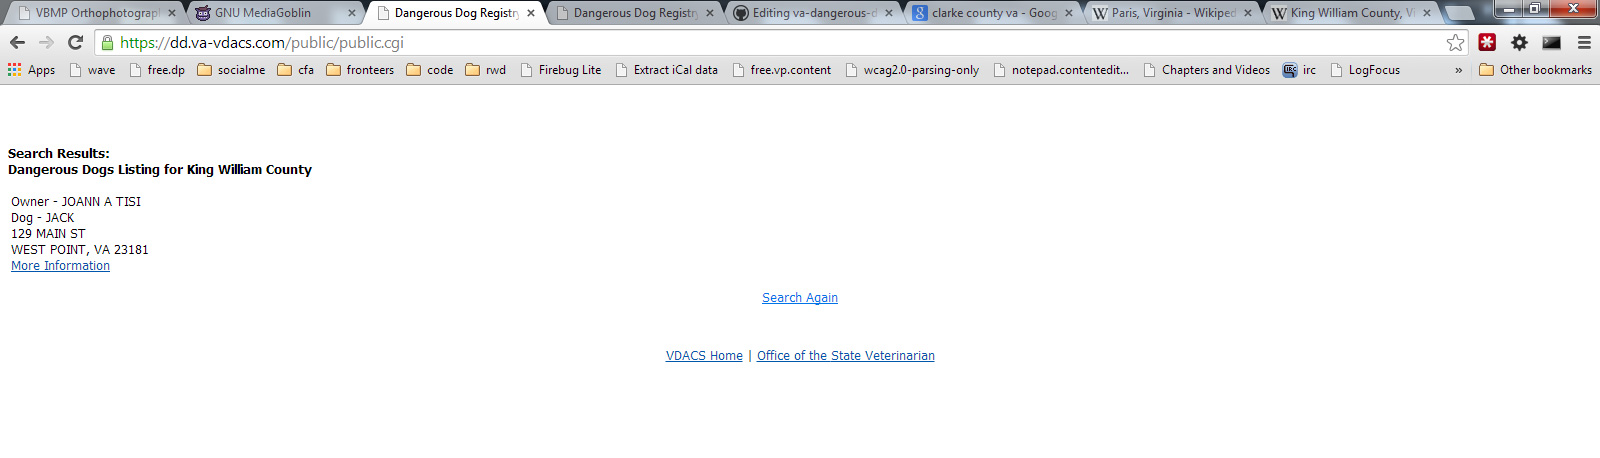 VBMP Orthophotograp
GNU MediaGoblin
Dangerous Dog Registry
Dangerous Dog Registry
Editing va-dangerous-d
clarke county va - Goog
Paris, Virginia - Wikiped
King William County, Vi
https://dd.va-vdacs.com/public/public.cgi
Apps wave free.dp socialme cfa fronteers code rwd Firebug Lite Extract iCal data free.vp.content wcag2.0-parsing-only notepad.contentedit... Chapters and Videos irc LogFocus » Other bookmarks
Search Results:
Dangerous Dogs Listing for King William County
Owner - JOANN A TISI
Dog - JACK
129 MAIN ST
WEST POINT, VA 23181
More Information
Search Again
VDACS Home | Office of the State Veterinarian